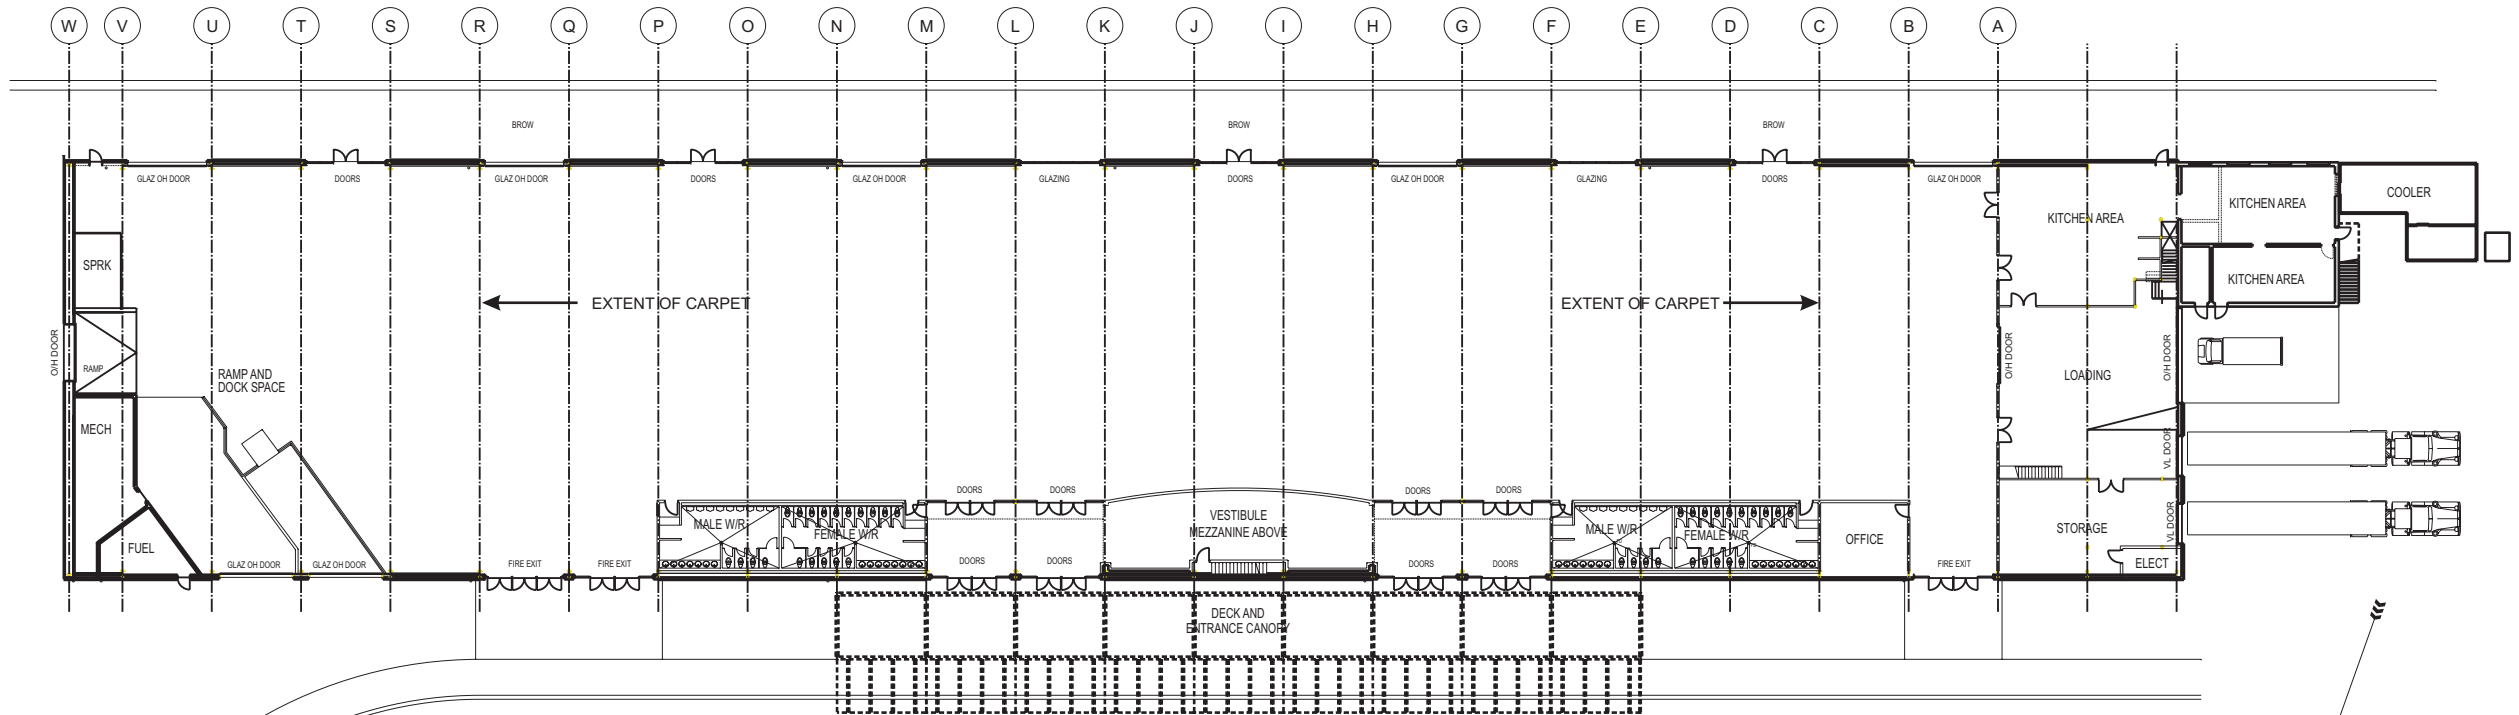 W V U T S R Q P O N M L K J I H G F E D C B A
BROW BROW BROW
GLAZ OH DOOR DOORS GLAZ OH DOOR DOORS GLAZ OH DOOR GLAZING DOORS GLAZ OH DOOR GLAZING DOORS GLAZ OH DOOR
COOLER
KITCHEN AREA
KITCHEN AREA
SPRK
KITCHEN AREA
EXTENT OF CARPET EXTENT OF CARPET
O/H DOOR
O/H DOOR
O/H DOOR
RAMP
RAMP AND
DOCK SPACE
LOADING
MECH
VL DOOR
DOORS DOORS DOORS DOORS
VESTIBULE
MEZZANINE ABOVE
MALE W/R
FEMALE W/R
MALE W/R
FEMALE W/R
OFFICE
STORAGE
VL DOOR
FUEL
GLAZ OH DOOR GLAZ OH DOOR FIRE EXIT FIRE EXIT DOORS DOORS DOORS DOORS FIRE EXIT
ELECT
DECK AND
ENTRANCE CANOPY